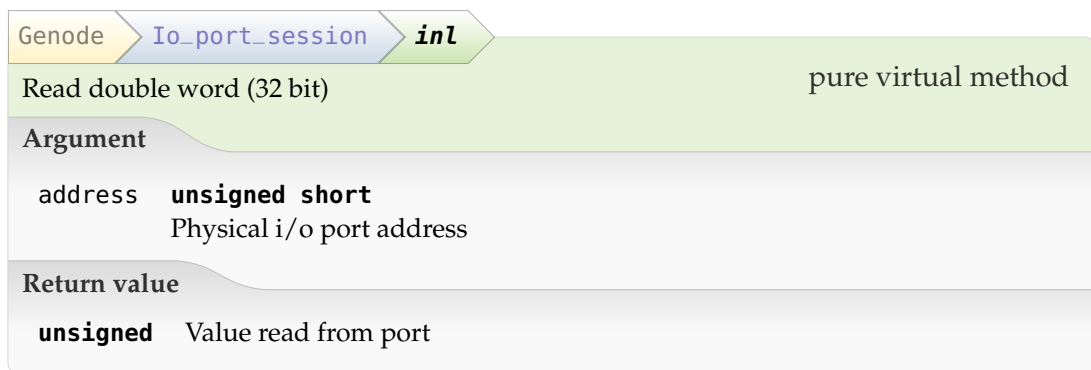 Genode Io_port_session inl
Read double word (32 bit) pure virtual method
Argument
address unsigned short
Physical i/o port address
Return value
unsigned Value read from port